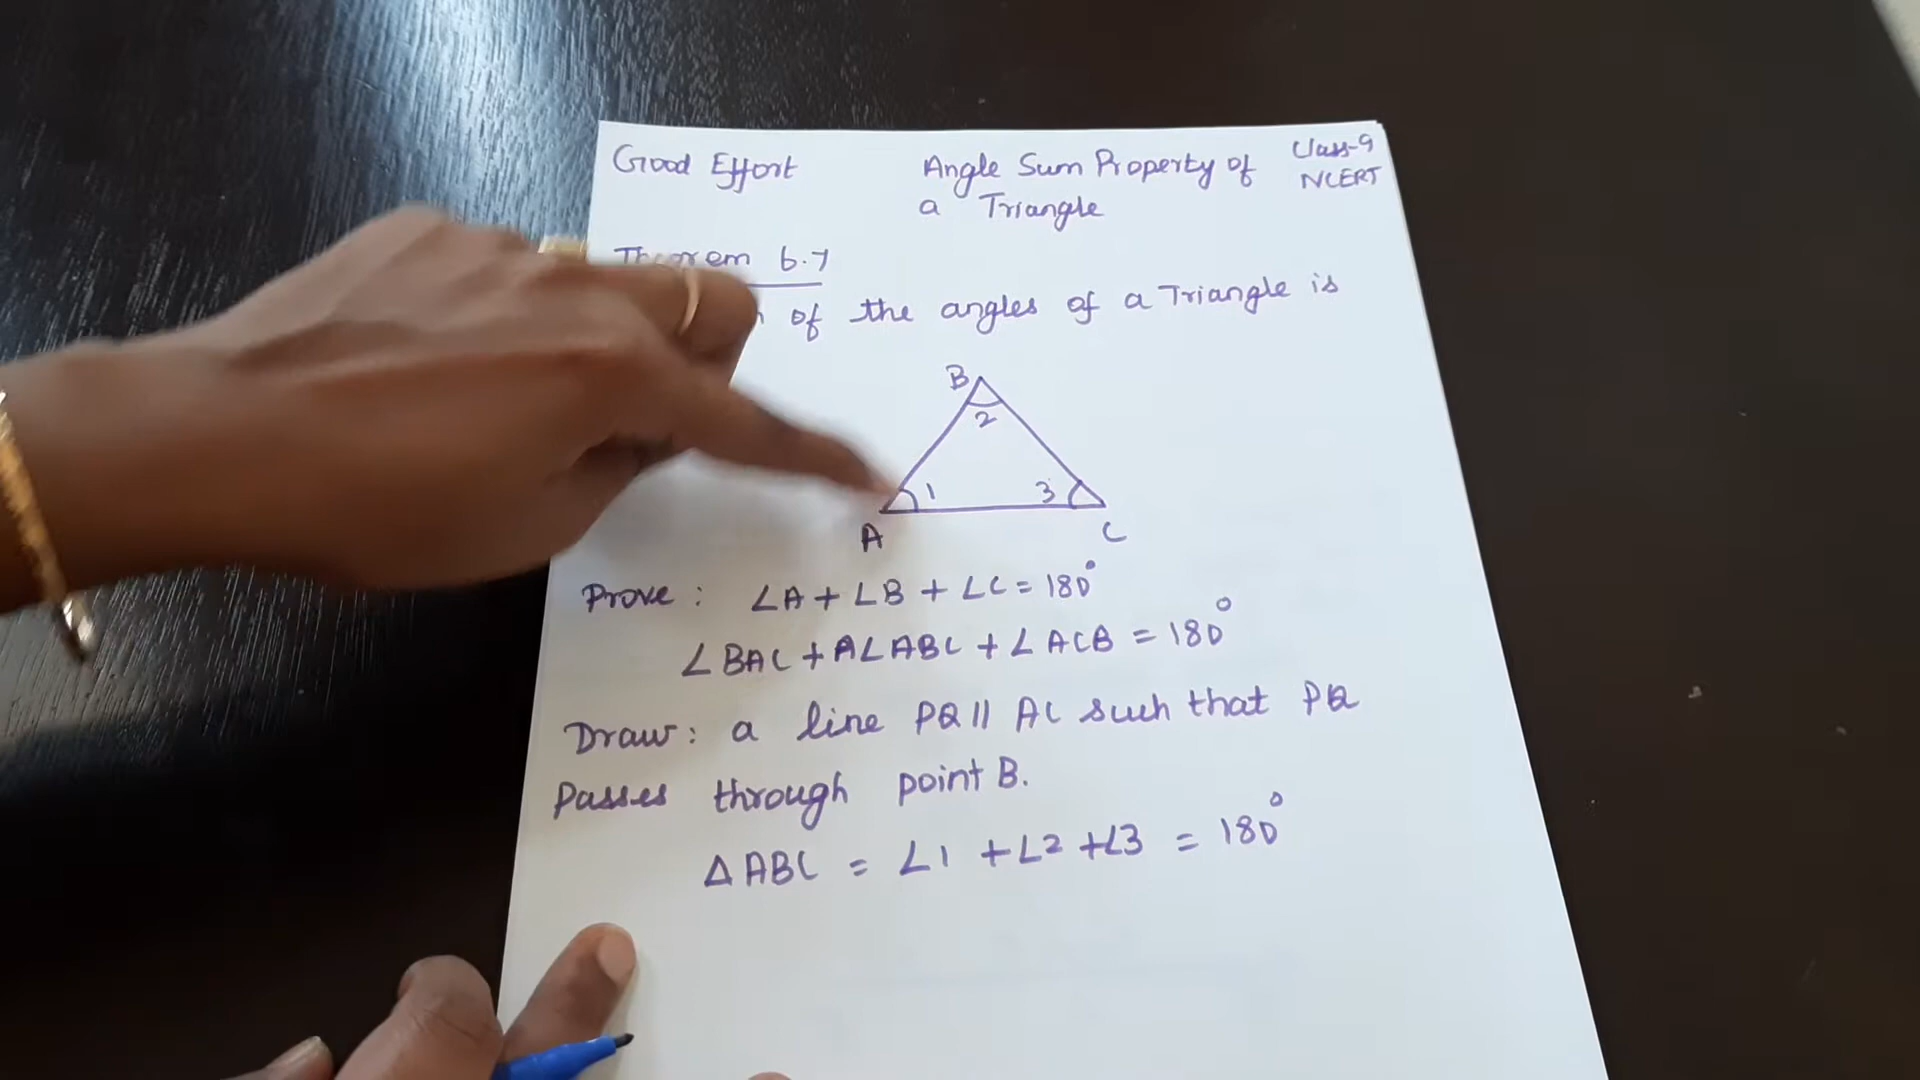 Good Effort
Angle Sum Property of
a Triangle
Class-9
NCERT
Theorem 6.7
of the angles of a Triangle is
B
2
1
3
A
C
Prove : ∠A + ∠B + ∠C = 180°
∠BAC + A∠ABC + ∠ACB = 180°
Draw: a line PQ || AC such that PQ
Passes through point B.
△ABC = ∠1 + ∠2 + ∠3 = 180°